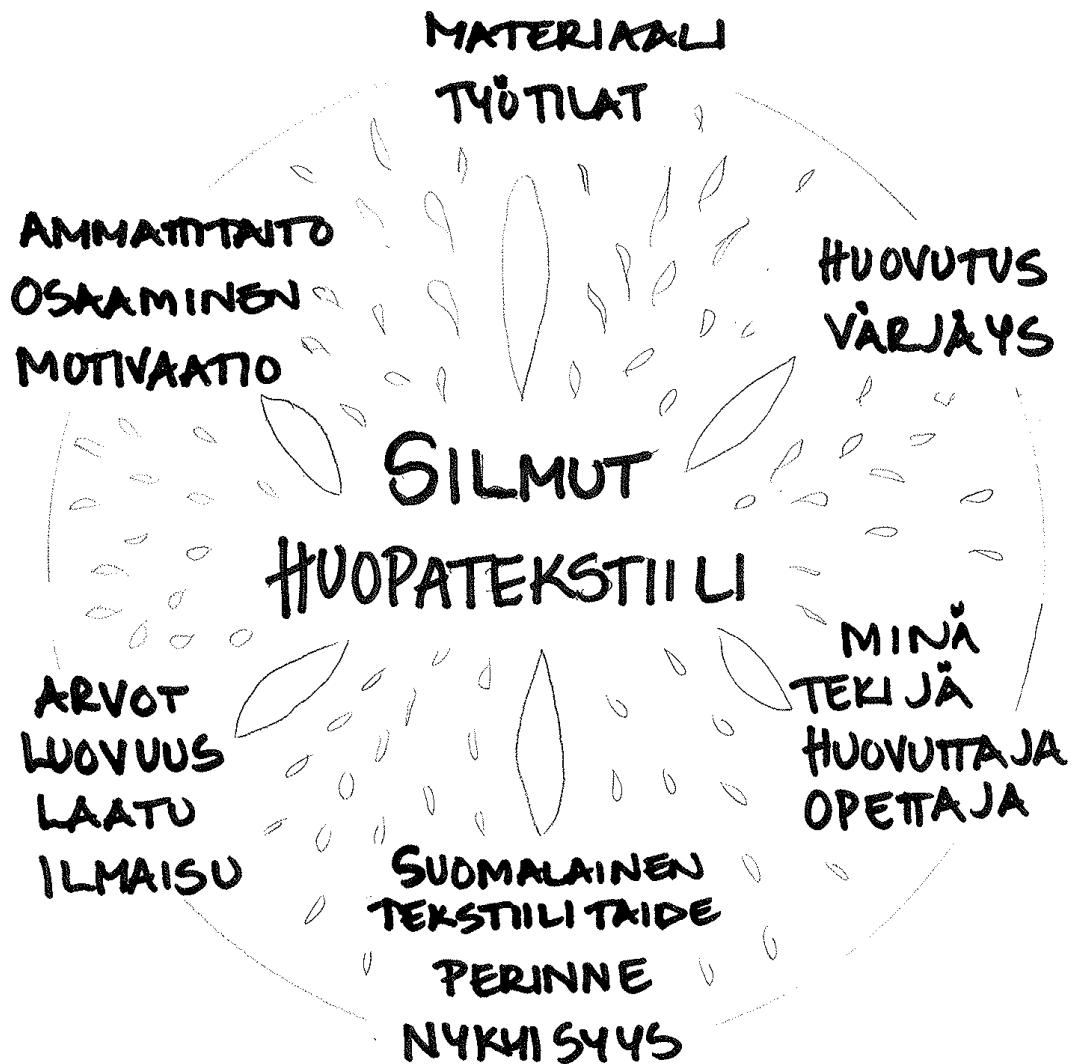 MATERIAALI
TYÖTILAT
AMMATTITAITO
OSAAMINEN
MOTIVAATIO
HUOVUTUS
VÄRJÄYS
SILMUT
HUOPATEKSTIILI
MINÄ
TEKIJÄ
HUOVUTTAJA
OPETTAJA
ARVOT
LUOVUUS
LAATU
ILMAISU
SUOMALAINEN
TEKSTIILITAIDE
PERINNE
NYKYISYYS